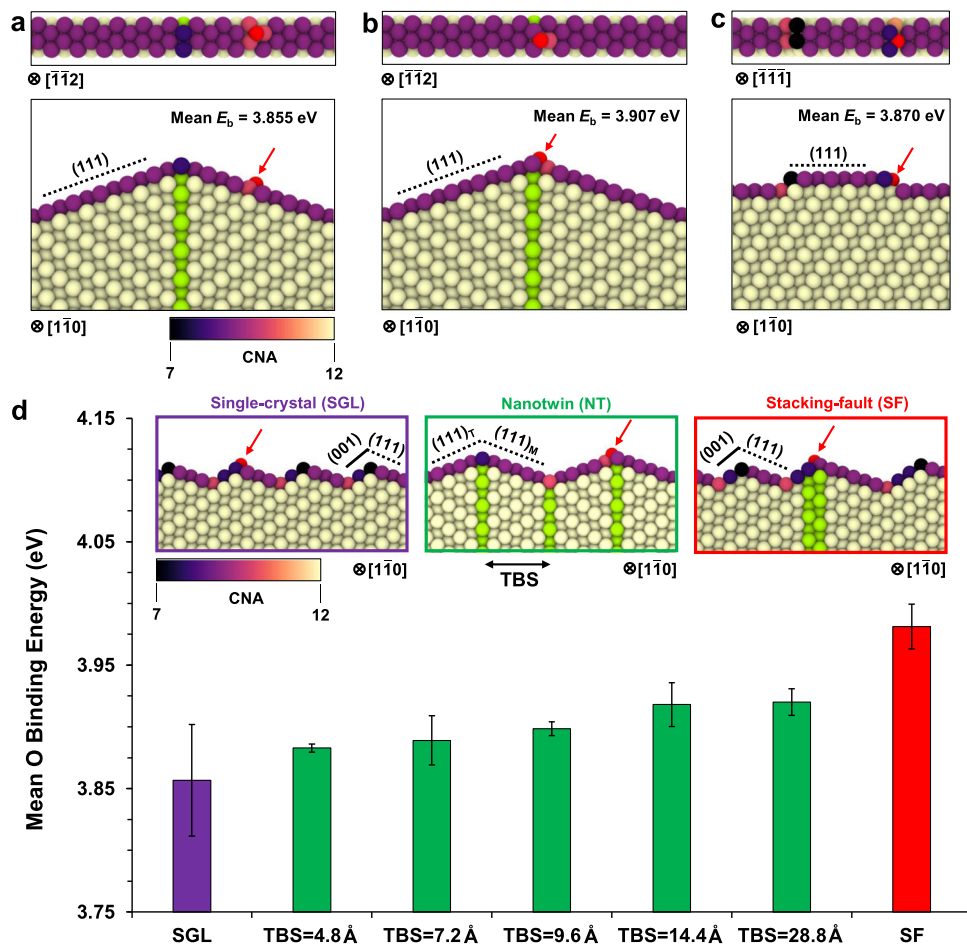 a
⊗ [1̅1̅2]
Mean Eb = 3.855 eV
(111)
⊗ [11̅0]
7
CNA
12
b
⊗ [1̅1̅2]
Mean Eb = 3.907 eV
(111)
⊗ [11̅0]
c
⊗ [1̅1̅1̅]
Mean Eb = 3.870 eV
(111)
⊗ [11̅0]
d
Mean O Binding Energy (eV)
4.15
4.05
3.95
3.85
3.75
Single-crystal (SGL)
(001)
(111)
⊗[11̅0]
7
CNA
12
Nanotwin (NT)
(111)T
(111)M
TBS
⊗[11̅0]
Stacking-fault (SF)
(001)
(111)
⊗[11̅0]
SGL
TBS=4.8 Å
TBS=7.2 Å
TBS=9.6 Å
TBS=14.4 Å
TBS=28.8 Å
SF